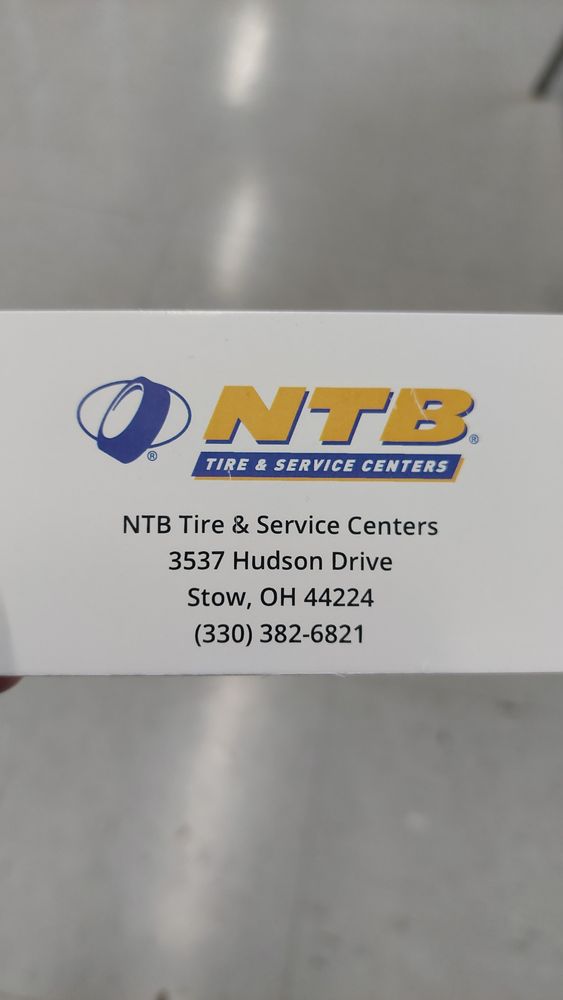 NTB®
®
TIRE & SERVICE CENTERS
NTB Tire & Service Centers
3537 Hudson Drive
Stow, OH 44224
(330) 382-6821